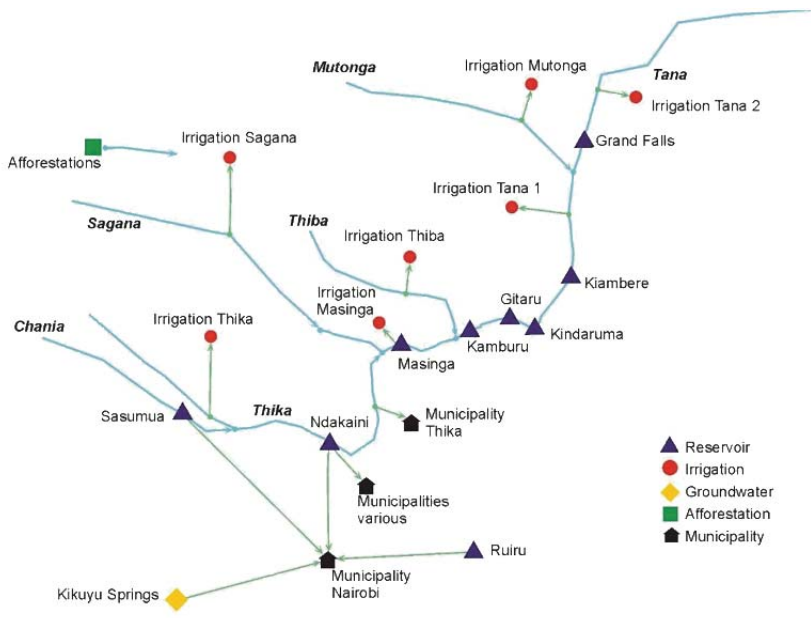 Mutonga
Irrigation Mutonga
Tana
Irrigation Tana 2
Grand Falls
Irrigation Sagana
Afforestations
Irrigation Tana 1
Sagana
Thiba
Irrigation Thiba
Kiambere
Irrigation
Masinga
Gitaru
Kindaruma
Kamburu
Masinga
Chania
Irrigation Thika
Sasumua
Thika
Ndakaini
Municipality
Thika
Municipalities
various
Reservoir
Irrigation
Groundwater
Afforestation
Municipality
Ruiru
Municipality
Nairobi
Kikuyu Springs